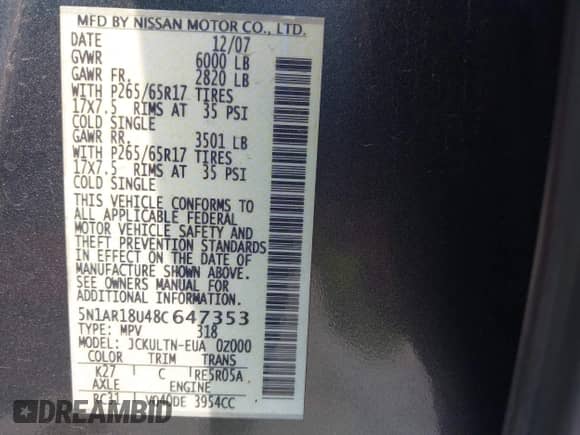 MFD BY NISSAN MOTOR CO., LTD.
DATE 12/07
GVWR 6000 LB
GAWR FR. 2820 LB
WITH P265/65R17 TIRES
17X7.5 RIMS AT 35 PSI
COLD SINGLE
GAWR RR. 3501 LB
WITH P265/65R17 TIRES
17X7.5 RIMS AT 35 PSI
COLD SINGLE
THIS VEHICLE CONFORMS TO
ALL APPLICABLE FEDERAL
MOTOR VEHICLE SAFETY AND
THEFT PREVENTION STANDARDS
IN EFFECT ON THE DATE OF
MANUFACTURE SHOWN ABOVE.
SEE OWNERS MANUAL FOR
ADDITIONAL INFORMATION.
5N1AR18U48C647353
TYPE: MPV 318
MODEL: JCKULTN-EUA 0Z000
COLOR TRIM TRANS
K27 C RE5R05A
AXLE ENGINE
VQ40DE 3954CC
DREAMBID